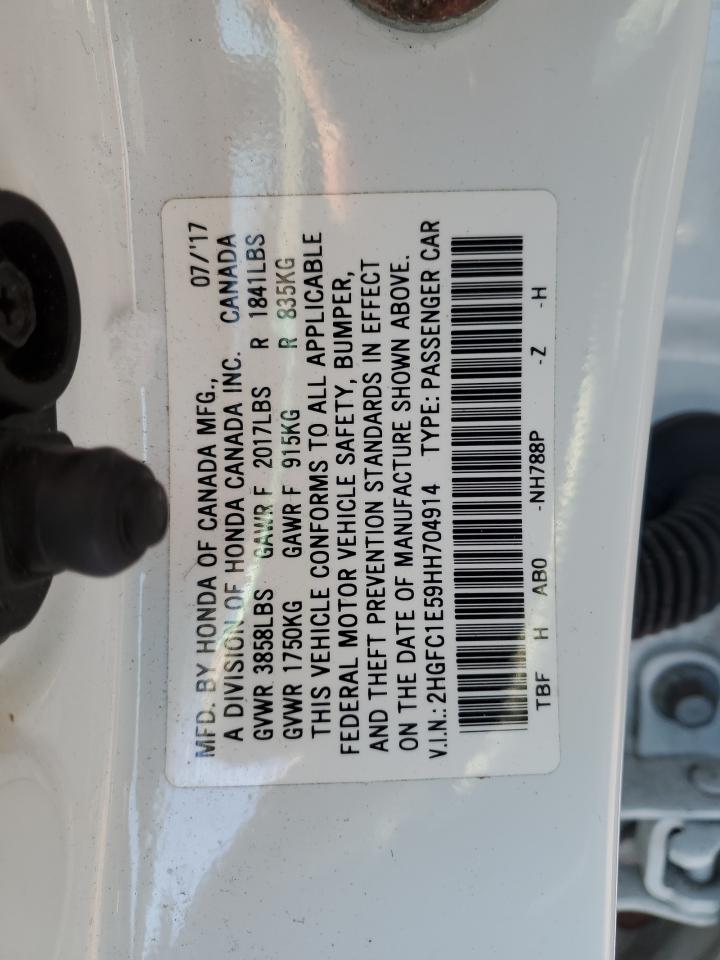 MFD. BY HONDA OF CANADA MFG., 07/'17
A DIVISION OF HONDA CANADA INC. CANADA
GVWR 3858LBS GAWR F 2017LBS R 1841LBS
GVWR 1750KG GAWR F 915KG R 835KG
THIS VEHICLE CONFORMS TO ALL APPLICABLE
FEDERAL MOTOR VEHICLE SAFETY, BUMPER,
AND THEFT PREVENTION STANDARDS IN EFFECT
ON THE DATE OF MANUFACTURE SHOWN ABOVE.
V.I.N.: 2HGFC1E59HH704914 TYPE: PASSENGER CAR
TBF H AB0 -NH788P -Z -H